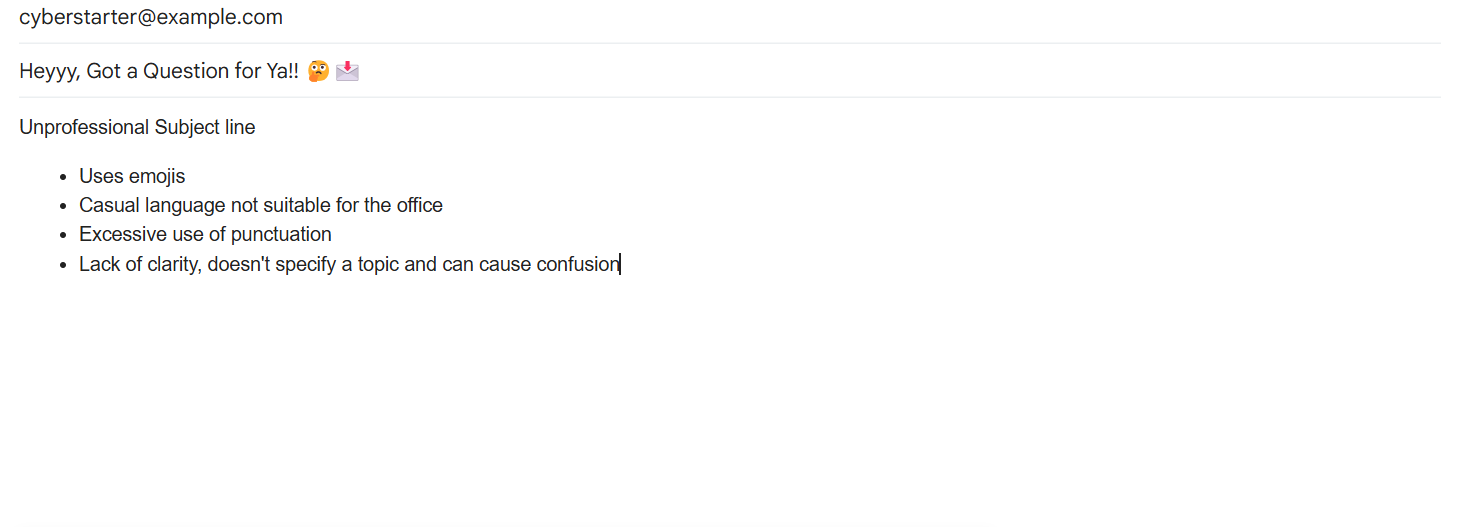 cyberstarter@example.com
Heyyy, Got a Question for Ya!! 🤔 📩
Unprofessional Subject line
• Uses emojis
• Casual language not suitable for the office
• Excessive use of punctuation
• Lack of clarity, doesn't specify a topic and can cause confusion